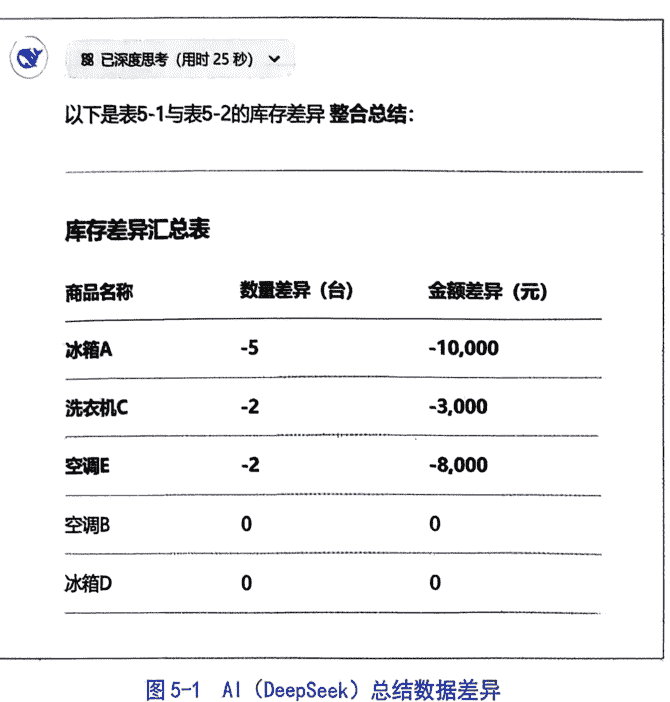 已深度思考（用时 25 秒）
以下是表5-1与表5-2的库存差异 整合总结：
库存差异汇总表
商品名称 数量差异（台） 金额差异（元）
冰箱A -5 -10,000
洗衣机C -2 -3,000
空调E -2 -8,000
空调B 0 0
冰箱D 0 0
图 5-1 AI（DeepSeek）总结数据差异